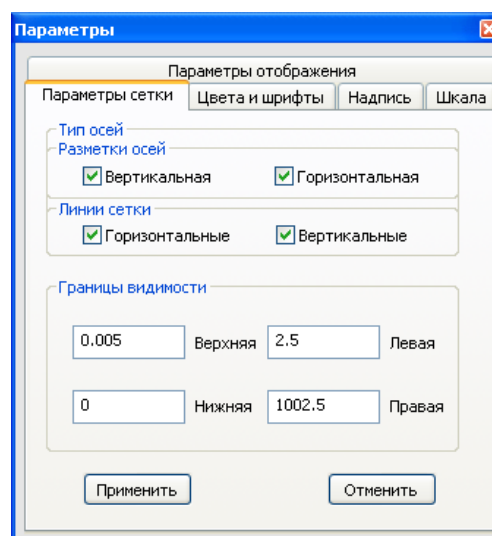 Параметры
Параметры отображения
Параметры сетки Цвета и шрифты Надпись Шкала
Тип осей
Разметки осей
Вертикальная Горизонтальная
Линии сетки
Горизонтальные Вертикальные
Границы видимости
0.005 Верхняя 2.5 Левая
0 Нижняя 1002.5 Правая
Применить Отменить